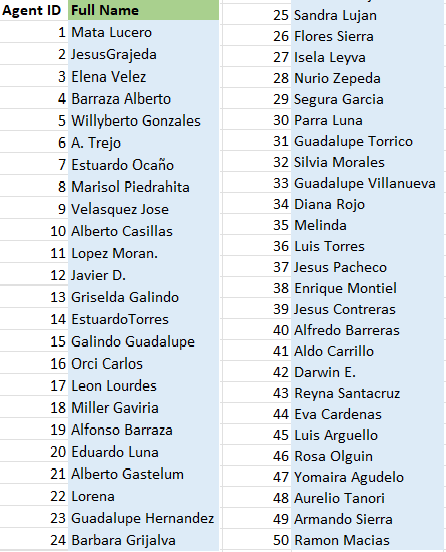 Agent ID Full Name
1 Mata Lucero
2 JesusGrajeda
3 Elena Velez
4 Barraza Alberto
5 Willyberto Gonzales
6 A. Trejo
7 Estuardo Ocaño
8 Marisol Piedrahita
9 Velasquez Jose
10 Alberto Casillas
11 Lopez Moran.
12 Javier D.
13 Griselda Galindo
14 EstuardoTorres
15 Galindo Guadalupe
16 Orci Carlos
17 Leon Lourdes
18 Miller Gaviria
19 Alfonso Barraza
20 Eduardo Luna
21 Alberto Gastelum
22 Lorena
23 Guadalupe Hernandez
24 Barbara Grijalva
25 Sandra Lujan
26 Flores Sierra
27 Isela Leyva
28 Nurio Zepeda
29 Segura Garcia
30 Parra Luna
31 Guadalupe Torrico
32 Silvia Morales
33 Guadalupe Villanueva
34 Diana Rojo
35 Melinda
36 Luis Torres
37 Jesus Pacheco
38 Enrique Montiel
39 Jesus Contreras
40 Alfredo Barreras
41 Aldo Carrillo
42 Darwin E.
43 Reyna Santacruz
44 Eva Cardenas
45 Luis Arguello
46 Rosa Olguin
47 Yomaira Agudelo
48 Aurelio Tanori
49 Armando Sierra
50 Ramon Macias